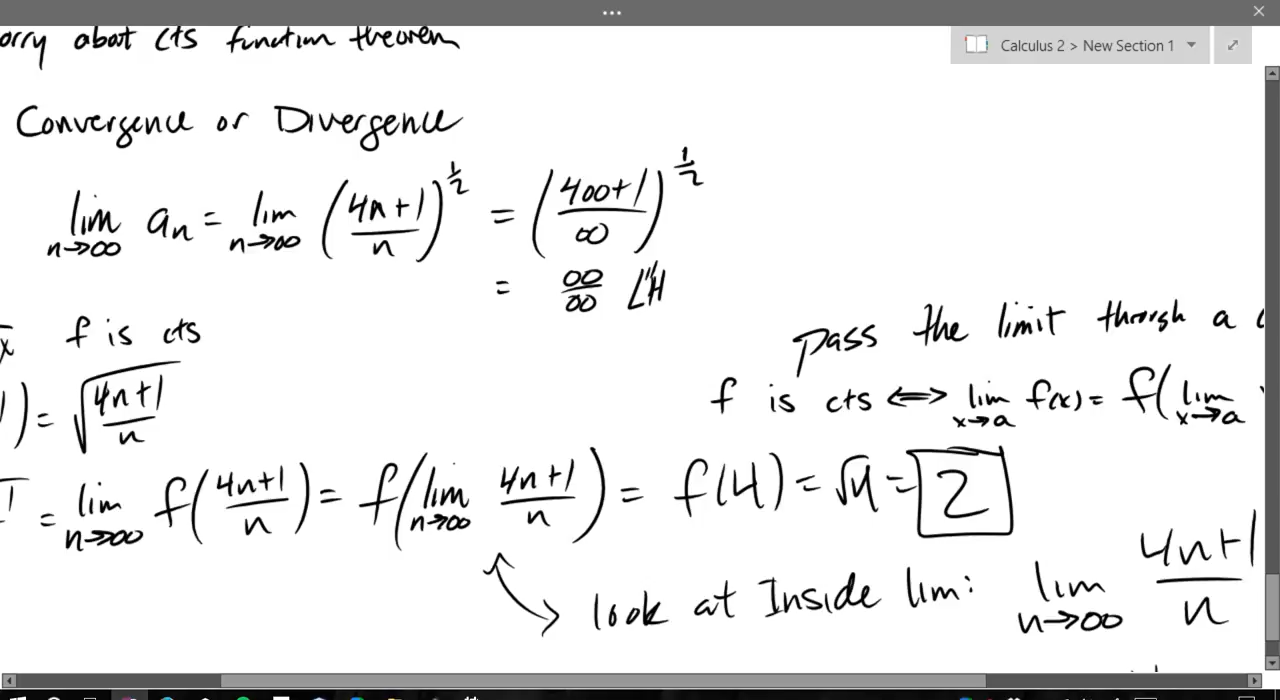 Calculus 2 > New Section 1
orry abot cts function theorem
Convergence or Divergence
lim n→∞ aₙ = lim n→∞ ((4n+1)/n)^(1/2) = ((4∞+1)/∞)^(1/2)
= ∞/∞ L'H
x f is cts
pass the limit through a
) = √((4n+1)/n)
f is cts ⟺ lim x→a f(x) = f(lim x→a
= lim n→∞ f((4n+1)/n) = f(lim n→∞ (4n+1)/n) = f(4) = √4 = 2
look at Inside lim: lim n→∞ (4n+1)/n